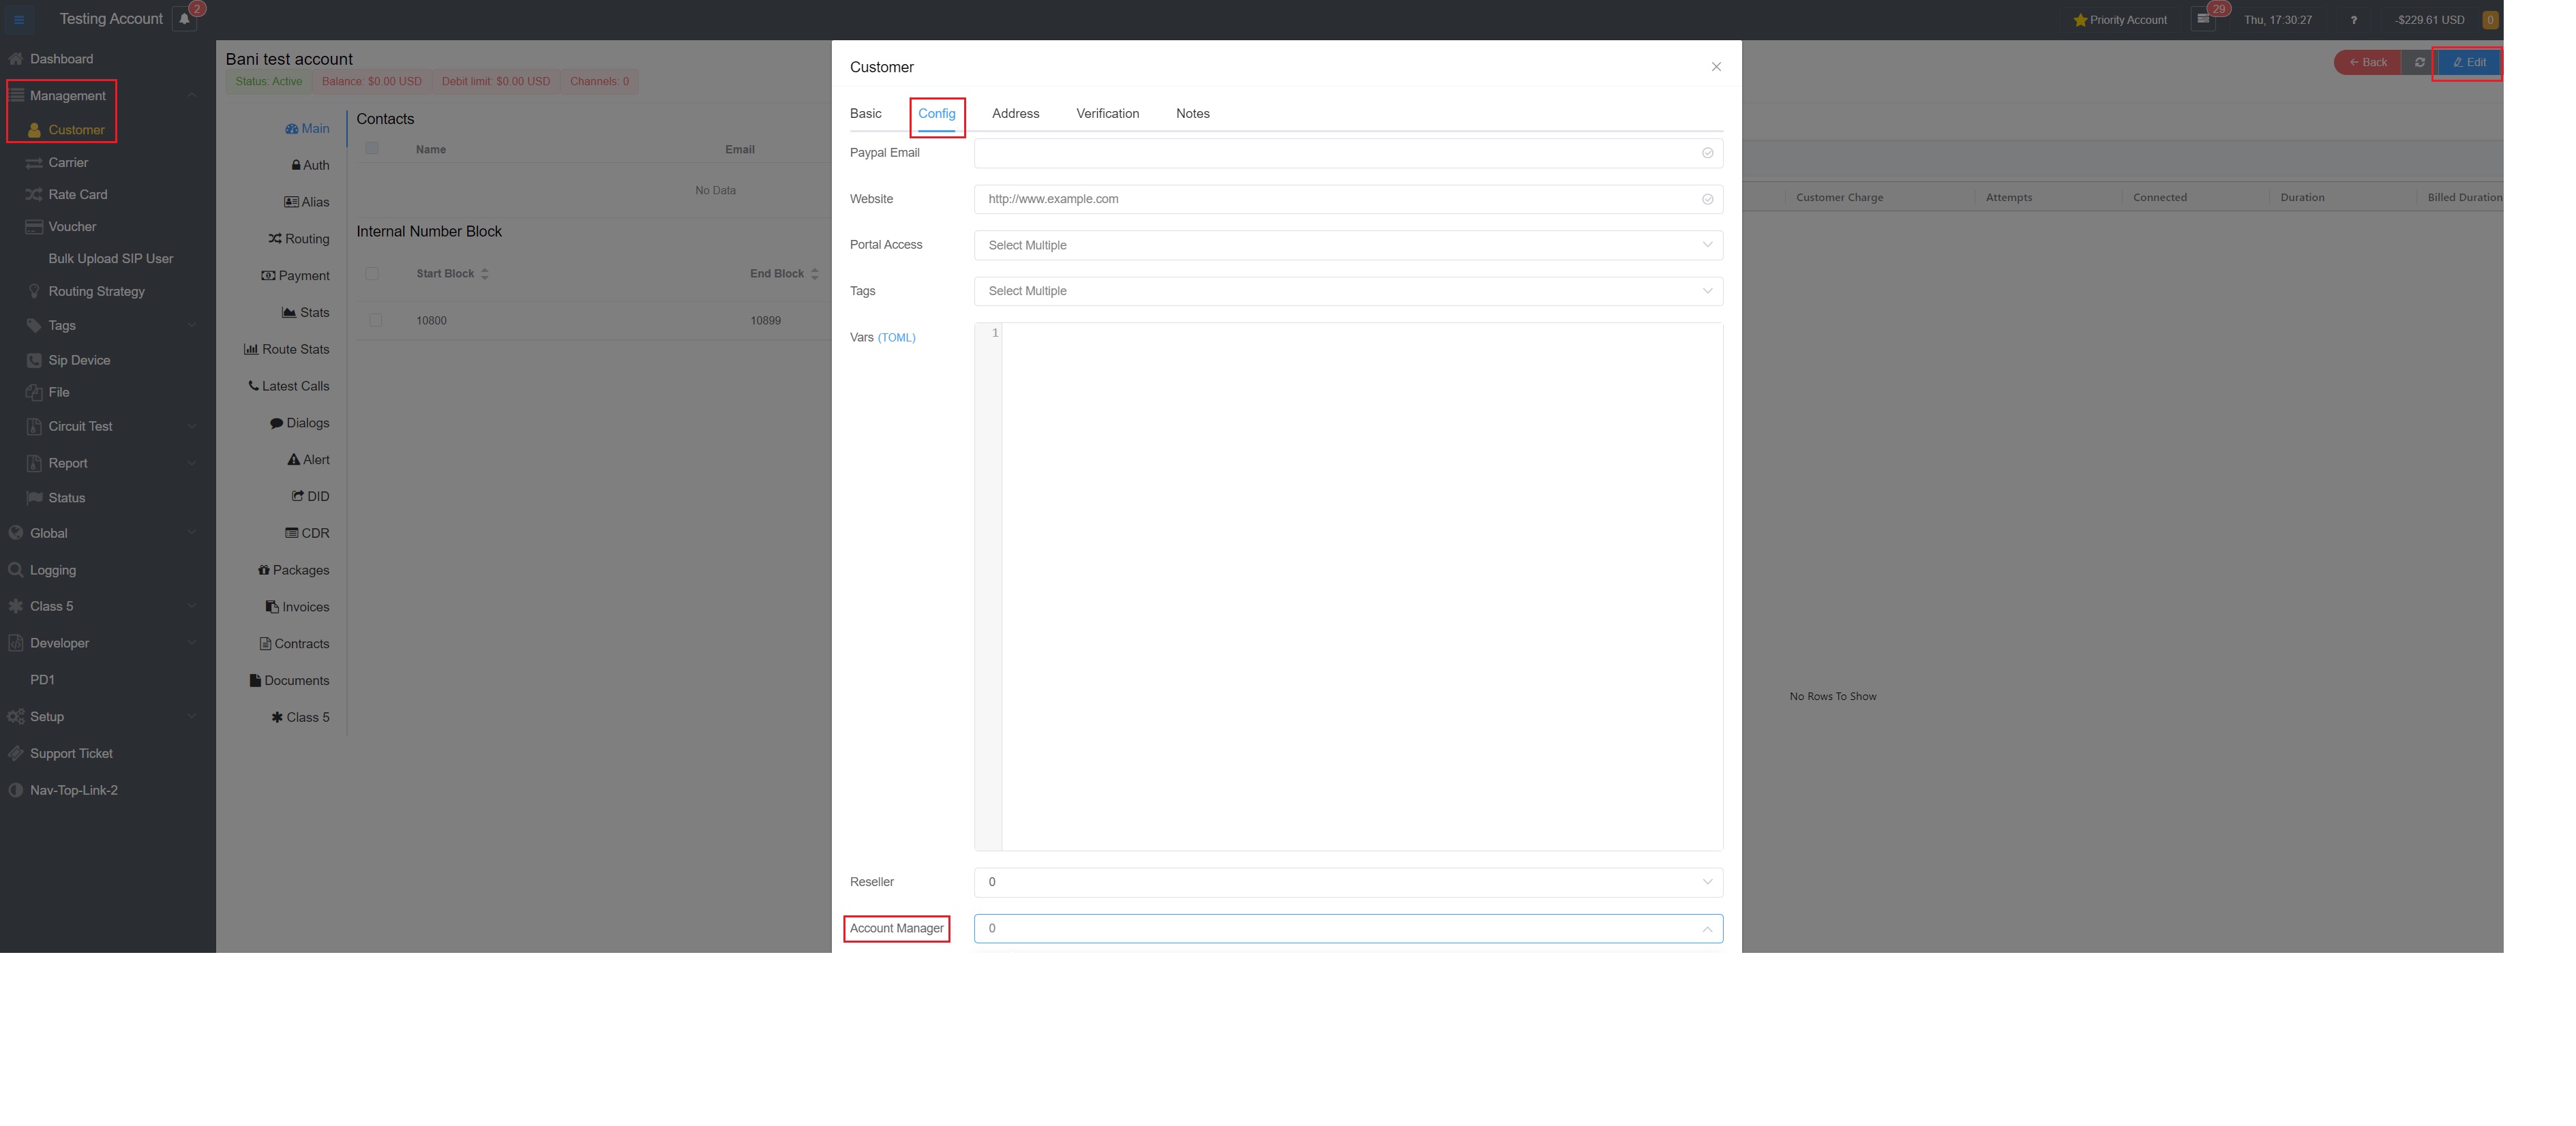 Testing Account 2
Priority Account 29 Thu, 17:30:27 ? -$229.61 USD 0
Dashboard
Management
Customer
Carrier
Rate Card
Voucher
Bulk Upload SIP User
Routing Strategy
Tags
Sip Device
File
Circuit Test
Report
Status
Global
Logging
Class 5
Developer
PD1
Setup
Support Ticket
Nav-Top-Link-2
Bani test account
Status: Active Balance: $0.00 USD Debit limit: $0.00 USD Channels: 0
Back Edit
Main
Auth
Alias
Routing
Payment
Stats
Route Stats
Latest Calls
Dialogs
Alert
DID
CDR
Packages
Invoices
Contracts
Documents
Class 5
Contacts
Name Email
No Data
Internal Number Block
Start Block End Block
10800 10899
Customer
Basic Config Address Verification Notes
Paypal Email
Website http://www.example.com
Portal Access Select Multiple
Tags Select Multiple
Vars (TOML) 1
Reseller 0
Account Manager 0
Customer Charge Attempts Connected Duration Billed Duration
No Rows To Show